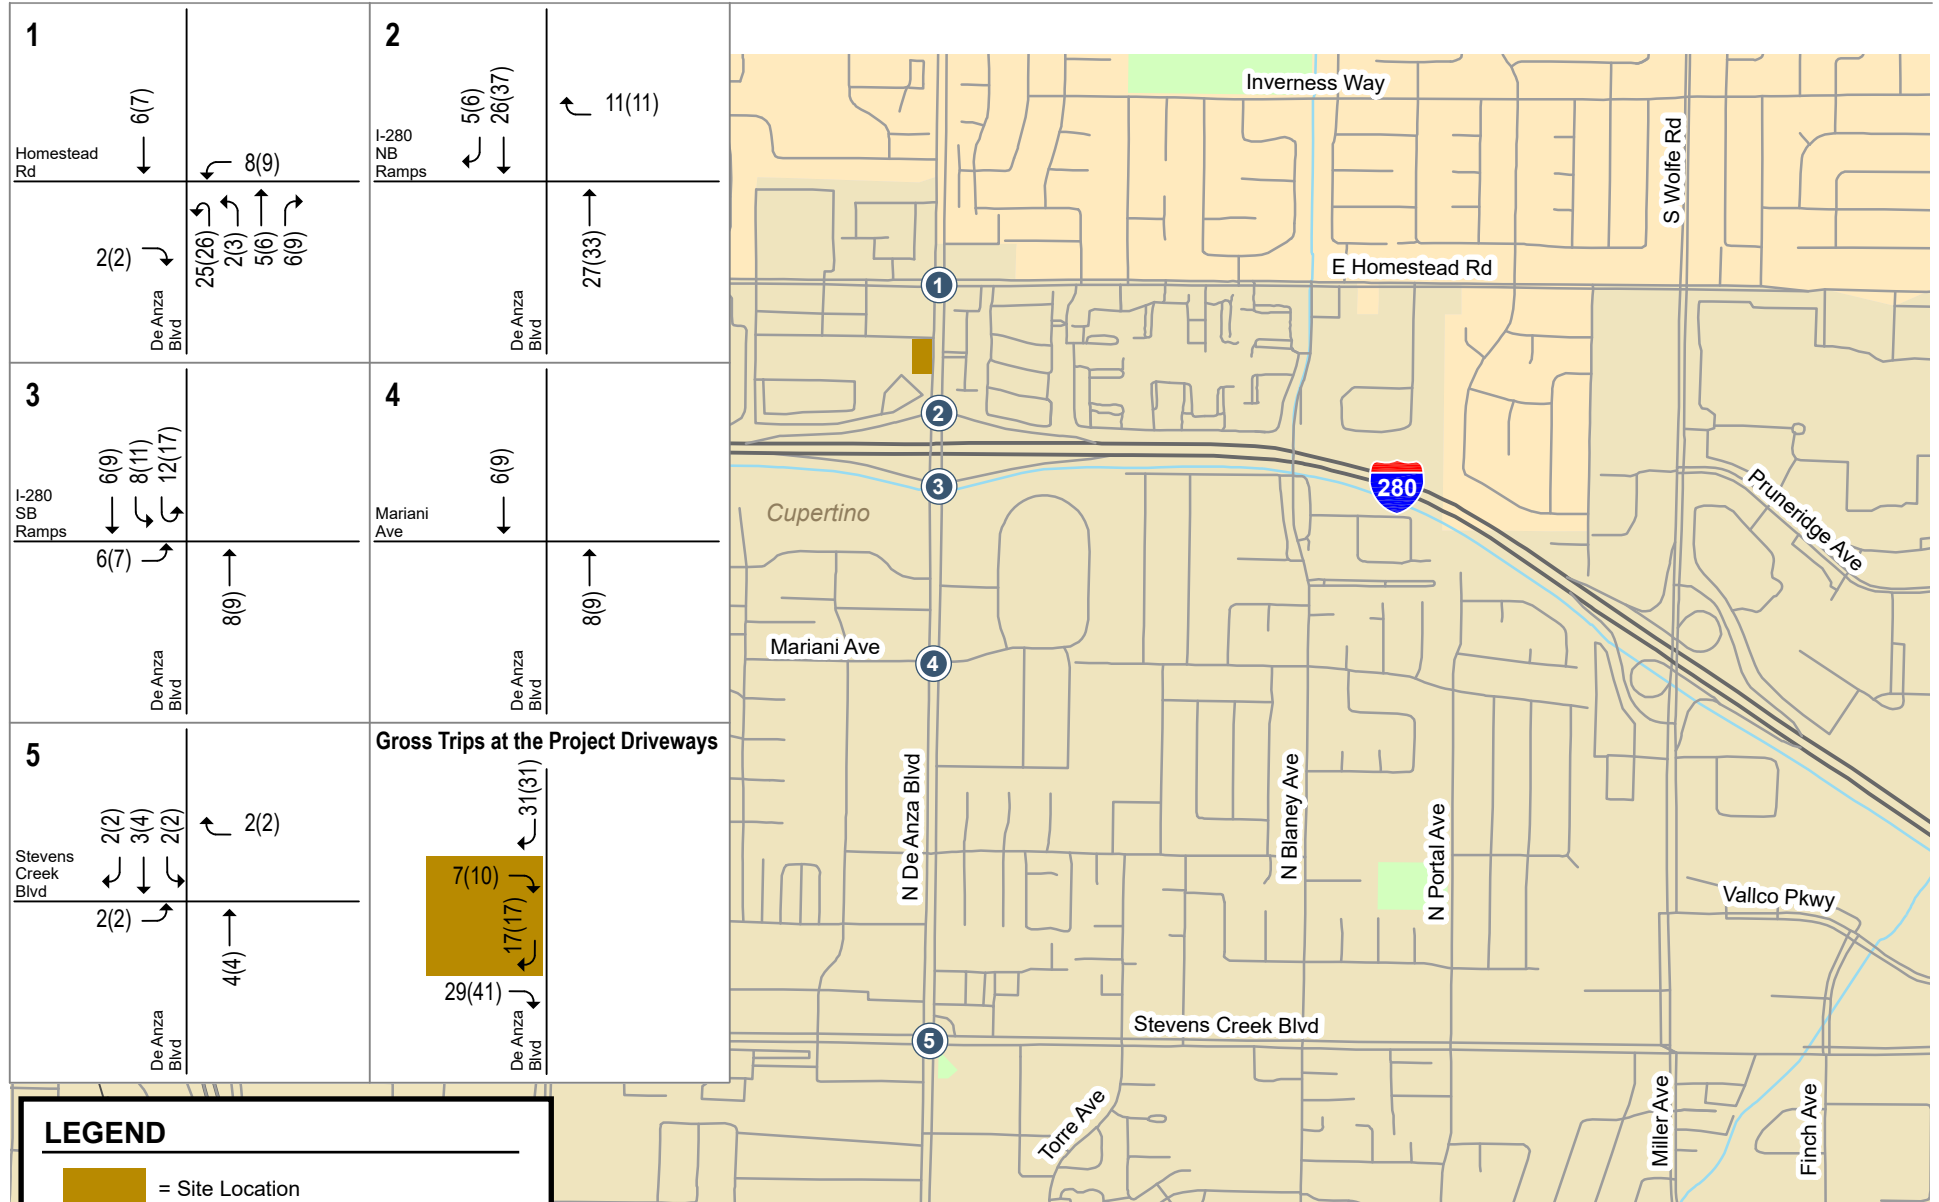 1
6(7)
Homestead
Rd
8(9)
2(2)
25(26)
2(3)
5(6)
6(9)
De Anza
Blvd
2
5(6)
26(37)
11(11)
I-280
NB
Ramps
27(33)
De Anza
Blvd
3
6(9)
8(11)
12(17)
I-280
SB
Ramps
6(7)
8(9)
De Anza
Blvd
4
6(9)
Mariani
Ave
8(9)
De Anza
Blvd
5
2(2)
3(4)
2(2)
2(2)
Stevens
Creek
Blvd
2(2)
4(4)
De Anza
Blvd
Gross Trips at the Project Driveways
31(31)
7(10)
17(17)
29(41)
De Anza
Blvd
Inverness Way
S Wolfe Rd
E Homestead Rd
1
2
3
280
Cupertino
Pruneridge Ave
Mariani Ave
4
N De Anza Blvd
N Blaney Ave
N Portal Ave
Vallco Pkwy
Stevens Creek Blvd
5
Torre Ave
Miller Ave
Finch Ave
LEGEND
= Site Location